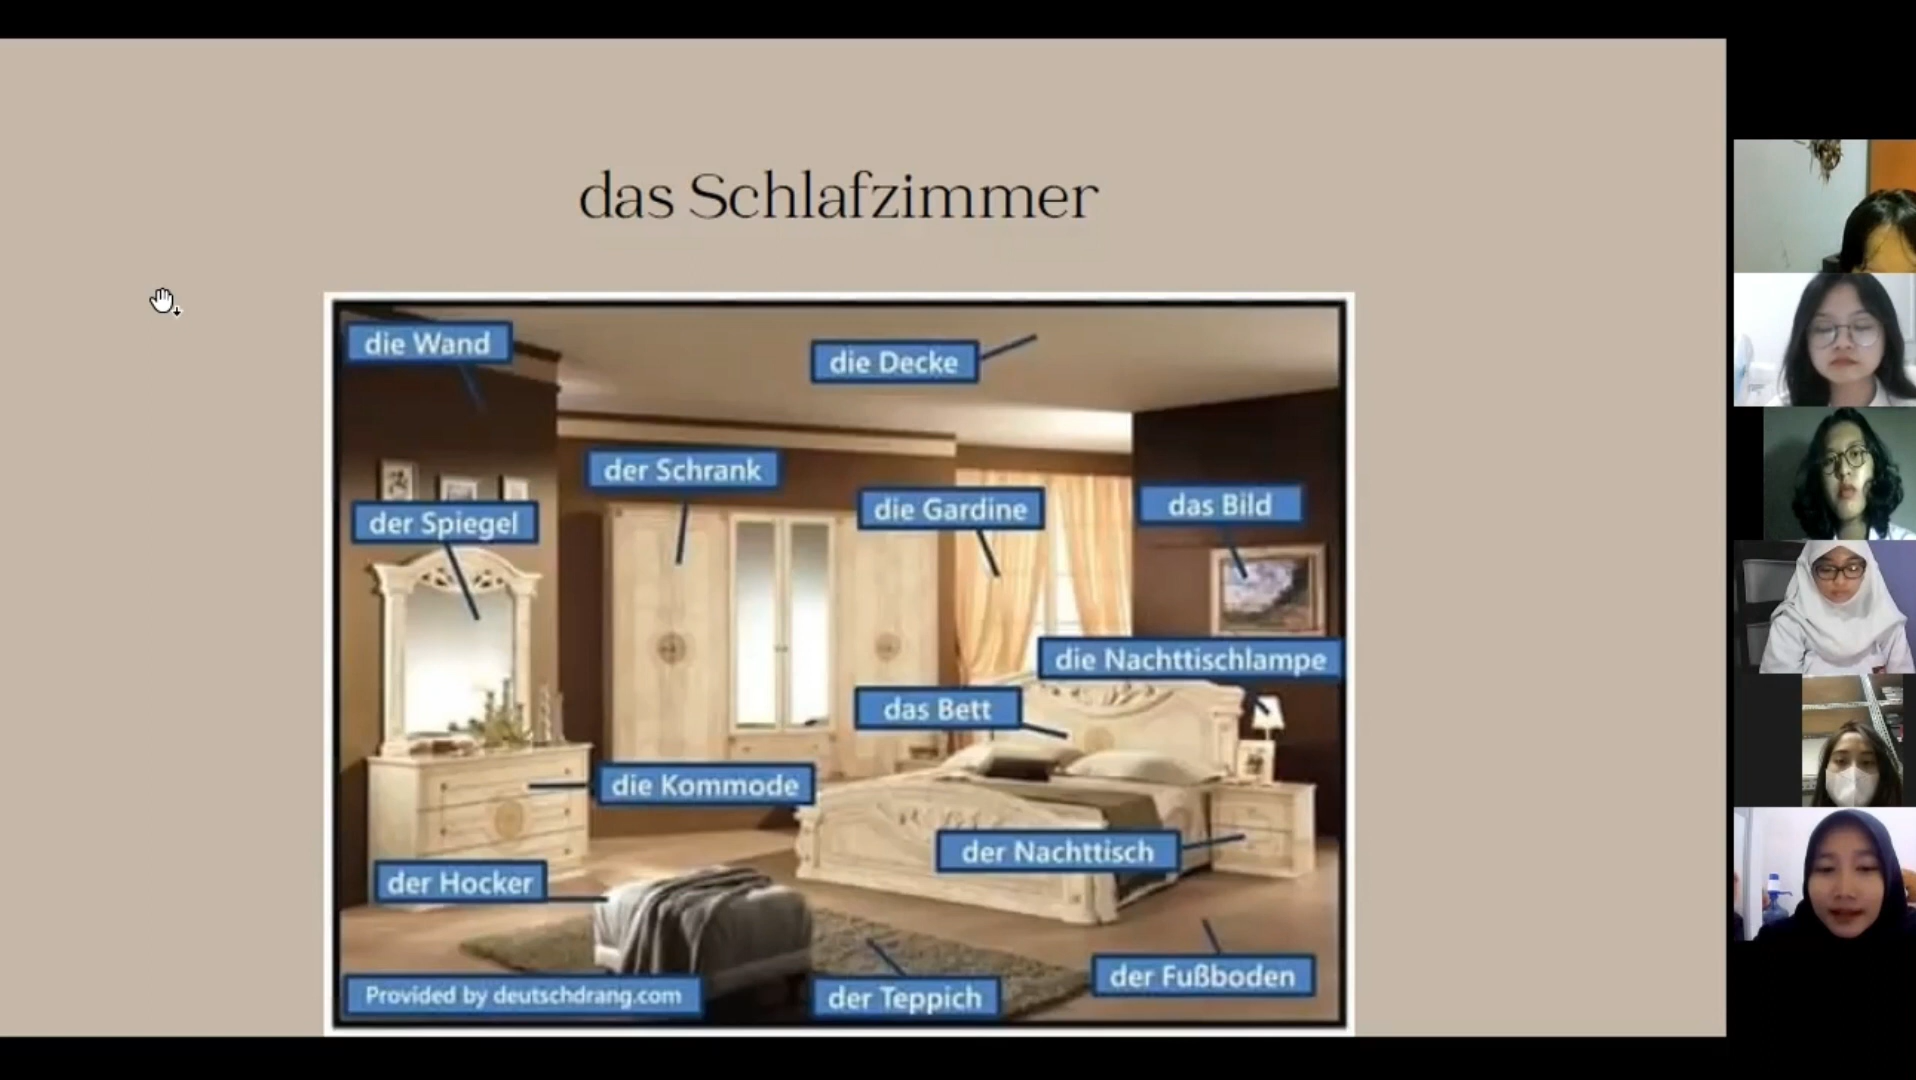 das Schlafzimmer
die Wand
die Decke
der Schrank
die Gardine
das Bild
der Spiegel
die Nachttischlampe
das Bett
die Kommode
der Nachttisch
der Hocker
der Fußboden
der Teppich
Provided by deutschdrang.com